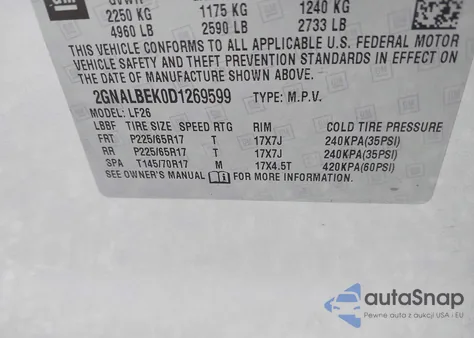 GM
GVWR
2250 KG 1175 KG 1240 KG
4960 LB 2590 LB 2733 LB
THIS VEHICLE CONFORMS TO ALL APPLICABLE U.S. FEDERAL MOTOR
VEHICLE SAFETY AND THEFT PREVENTION STANDARDS IN EFFECT ON
THE DATE OF MANUFACTURE SHOWN ABOVE.
2GNALBEK0D1269599 TYPE: M.P.V.
MODEL: LF26
LBBF TIRE SIZE SPEED RTG RIM COLD TIRE PRESSURE
FRT P225/65R17 T 17X7J 240KPA(35PSI)
RR P225/65R17 T 17X7J 240KPA(35PSI)
SPA T145/70R17 M 17X4.5T 420KPA(60PSI)
SEE OWNER'S MANUAL FOR MORE INFORMATION.
autaSnap
Pewne auta z aukcji USA i EU